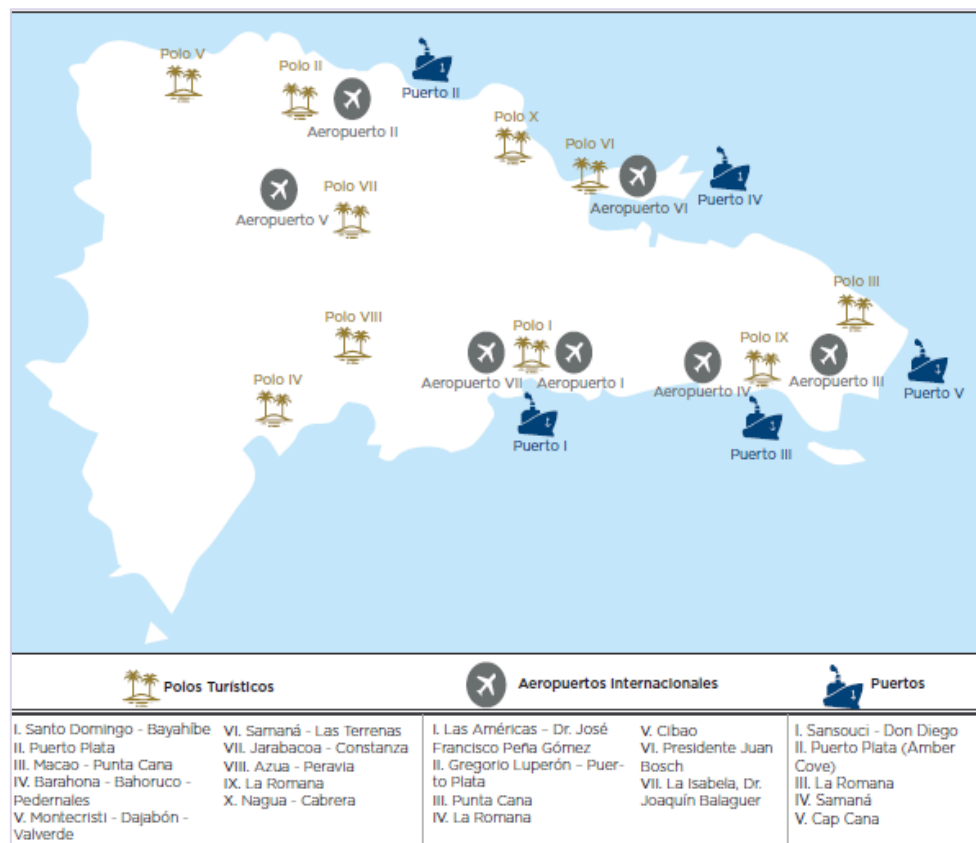 Polo V
Polo II
Puerto II
Aeropuerto II
Polo X
Polo VI
Aeropuerto VI
Puerto IV
Aeropuerto V
Polo VII
Polo III
Polo VIII
Polo I
Polo IX
Aeropuerto VII
Aeropuerto I
Aeropuerto IV
Aeropuerto III
Puerto V
Polo IV
Puerto I
Puerto III
Polos Turísticos
I. Santo Domingo - Bayahíbe
II. Puerto Plata
III. Macao - Punta Cana
IV. Barahona - Bahoruco -
Pedernales
V. Montecristi - Dajabón -
Valverde
VI. Samaná - Las Terrenas
VII. Jarabacoa - Constanza
VIII. Azua - Peravia
IX. La Romana
X. Nagua - Cabrera
Aeropuertos Internacionales
I. Las Américas - Dr. José
Francisco Peña Gómez
II. Gregorio Luperón – Puer-
to Plata
III. Punta Cana
IV. La Romana
V. Cibao
VI. Presidente Juan
Bosch
VII. La Isabela, Dr.
Joaquín Balaguer
Puertos
I. Sansouci - Don Diego
II. Puerto Plata (Amber
Cove)
III. La Romana
IV. Samaná
V. Cap Cana